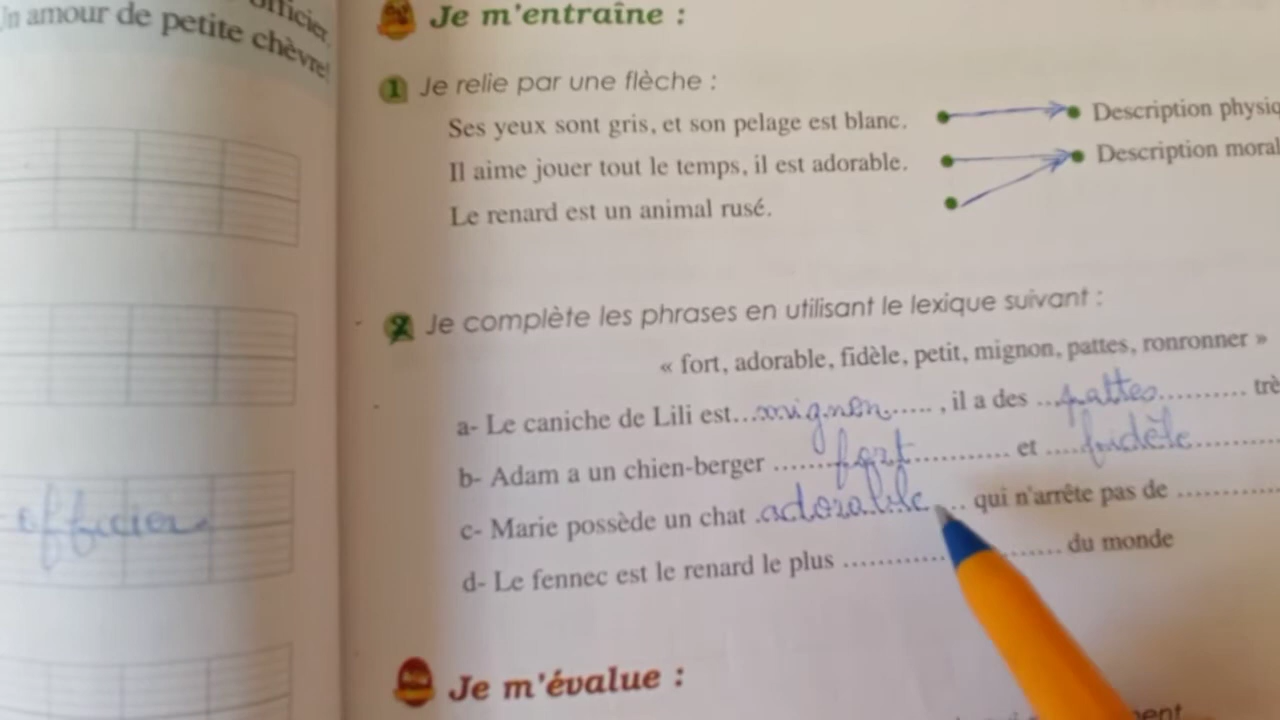 officier.
Un amour de petite chèvre!
Je m'entraîne :
1 Je relie par une flèche :
Ses yeux sont gris, et son pelage est blanc. Description physiq
Il aime jouer tout le temps, il est adorable. Description moral
Le renard est un animal rusé.
2 Je complète les phrases en utilisant le lexique suivant :
« fort, adorable, fidèle, petit, mignon, pattes, ronronner »
a- Le caniche de Lili est...mignon......, il a des ...pattes.......... trè
b- Adam a un chien-berger .......fort............ et .....fidèle..........
c- Marie possède un chat .adorable.... qui n'arrête pas de ............
officier
d- Le fennec est le renard le plus ...................... du monde
Je m'évalue :